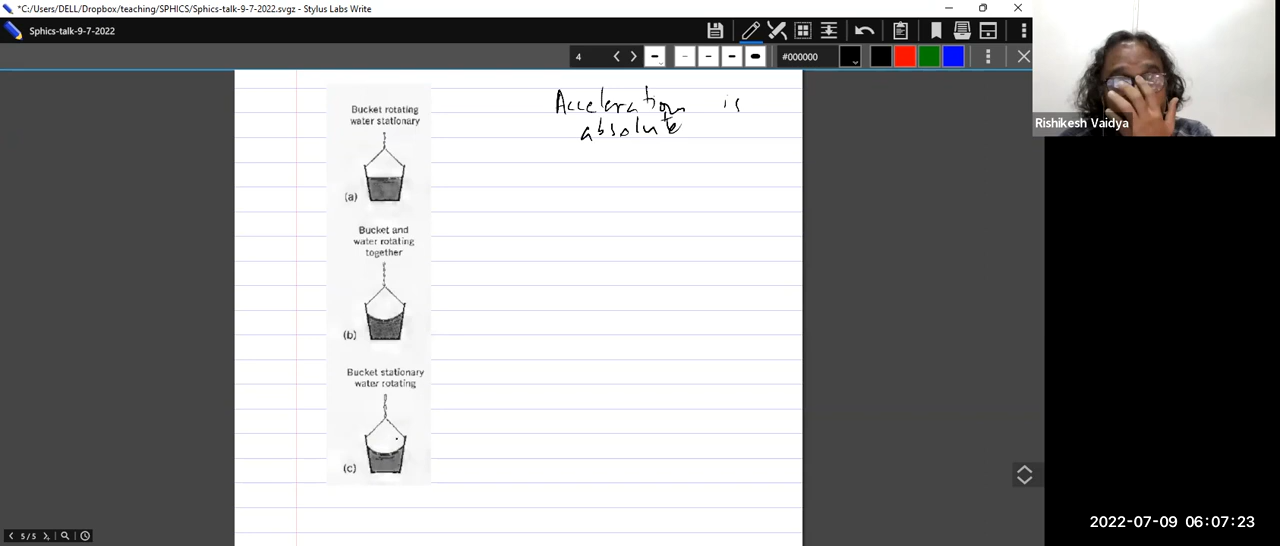 *C:/Users/DELL/Dropbox/teaching/SPHICS/Sphics-talk-9-7-2022.svgz - Stylus Labs Write
Sphics-talk-9-7-2022
4
#000000
Rishikesh Vaidya
Acceleration is
absolute
Bucket rotating
water stationary
(a)
Bucket and
water rotating
together
(b)
Bucket stationary
water rotating
(c)
5/5
2022-07-09 06:07:23